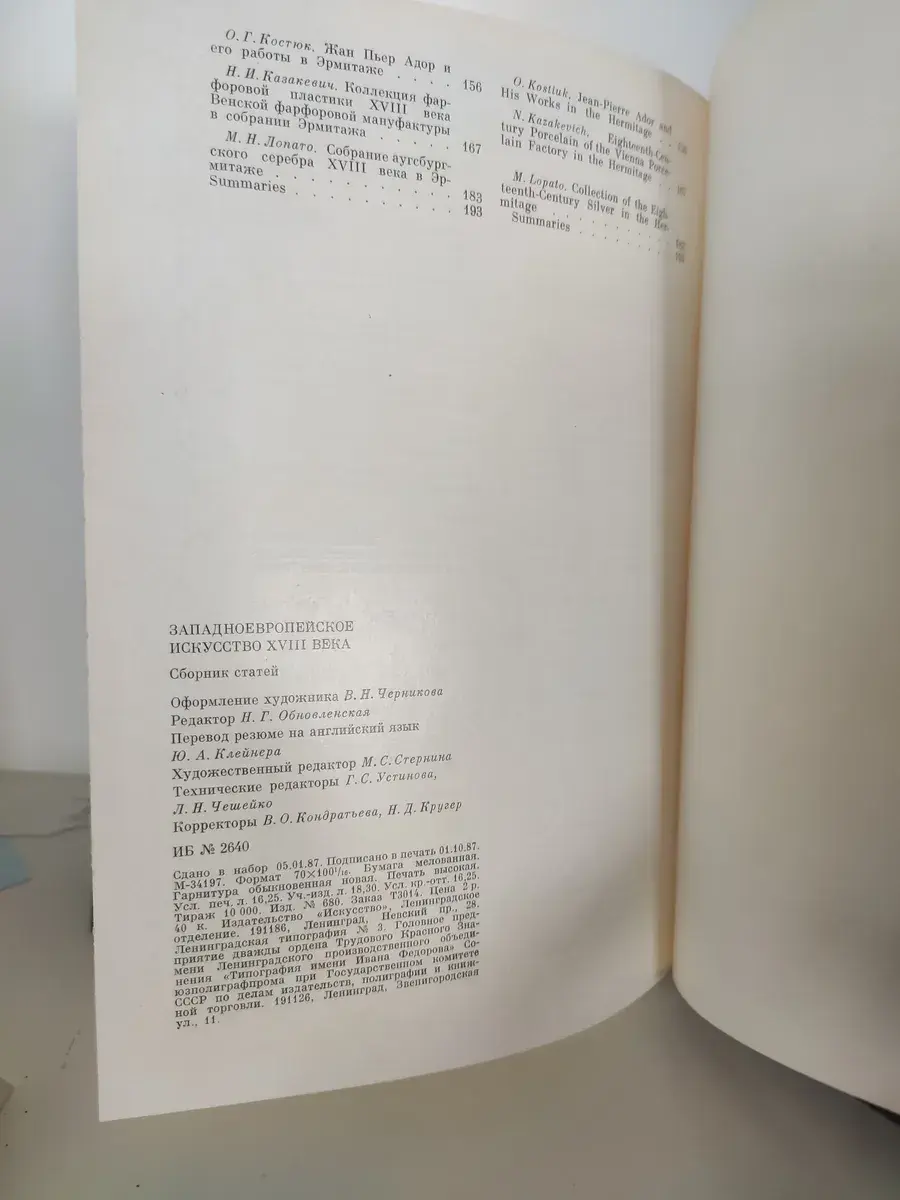 О. Г. Костюк. Жан Пьер Адор и
его работы в Эрмитаже . . . . 156
Н. И. Казакевич. Коллекция фар-
форовой пластики XVIII века
Венской фарфоровой мануфактуры
в собрании Эрмитажа . . . . . 167
М. Н. Лопато. Собрание аугсбург-
ского серебра XVIII века в Эр-
митаже . . . . . . . . . . 183
Summaries . . . . . . . . . 193
O. Kostiuk. Jean-Pierre Ador and
His Works in the Hermitage . .
N. Kazakevich. Eighteenth-Cen-
tury Porcelain of the Vienna Porce-
lain Factory in the Hermitage . .
M. Lopato. Collection of the Eigh-
teenth-Century Silver in the Her-
mitage . . . . . . . . . .
Summaries . . . . . . . .
ЗАПАДНОЕВРОПЕЙСКОЕ
ИСКУССТВО XVIII ВЕКА
Сборник статей
Оформление художника В. Н. Черникова
Редактор Н. Г. Обновленская
Перевод резюме на английский язык
Ю. А. Клейнера
Художественный редактор М. С. Стернина
Технические редакторы Г. С. Устинова,
Л. Н. Чешейко
Корректоры В. О. Кондратьева, Н. Д. Кругер
ИБ № 2640
Сдано в набор 05.01.87. Подписано в печать 01.10.87.
М-34197. Формат 70×100¹/₁₆. Бумага мелованная.
Гарнитура обыкновенная новая. Печать высокая.
Усл. печ. л. 16,25. Уч.-изд. л. 18,30. Усл. кр.-отт. 16,25.
Тираж 10 000. Изд. № 680. Заказ Т3014. Цена 2 р.
40 к. Издательство «Искусство», Ленинградское
отделение. 191186, Ленинград, Невский пр., 28.
Ленинградская типография № 3. Головное пред-
приятие дважды ордена Трудового Красного Зна-
мени Ленинградского производственного объеди-
нения «Типография имени Ивана Федорова» Со-
юзполиграфпрома при Государственном комитете
СССР по делам издательств, полиграфии и книж-
ной торговли. 191126, Ленинград, Звенигородская
ул., 11.